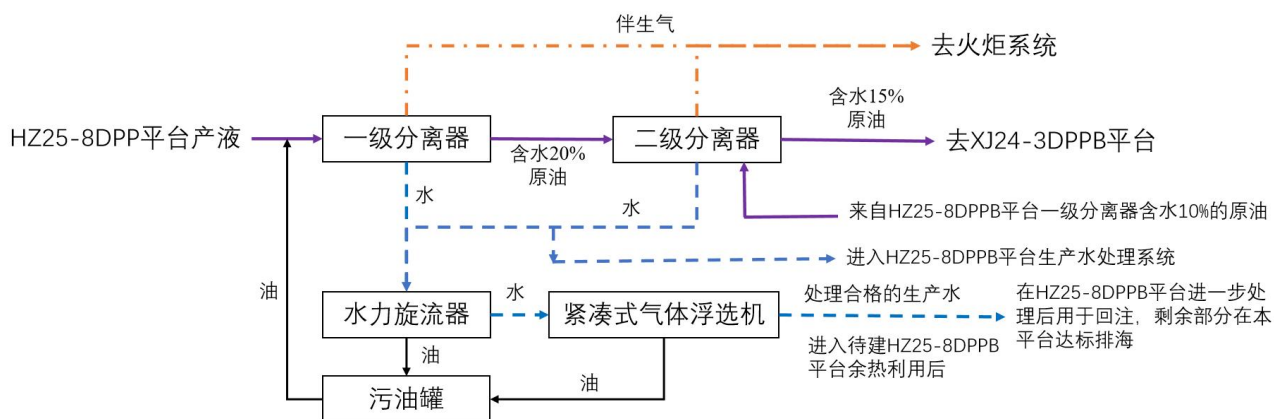 伴生气
去火炬系统
HZ25-8DPP平台产液
一级分离器
含水20%
原油
二级分离器
含水15%
原油
去XJ24-3DPPB平台
水
水
来自HZ25-8DPPB平台一级分离器含水10%的原油
进入HZ25-8DPPB平台生产水处理系统
油
水力旋流器
水
紧凑式气体浮选机
处理合格的生产水
进入待建HZ25-8DPPB
平台余热利用后
在HZ25-8DPPB平台进一步处
理后用于回注，剩余部分在本
平台达标排海
油
油
污油罐